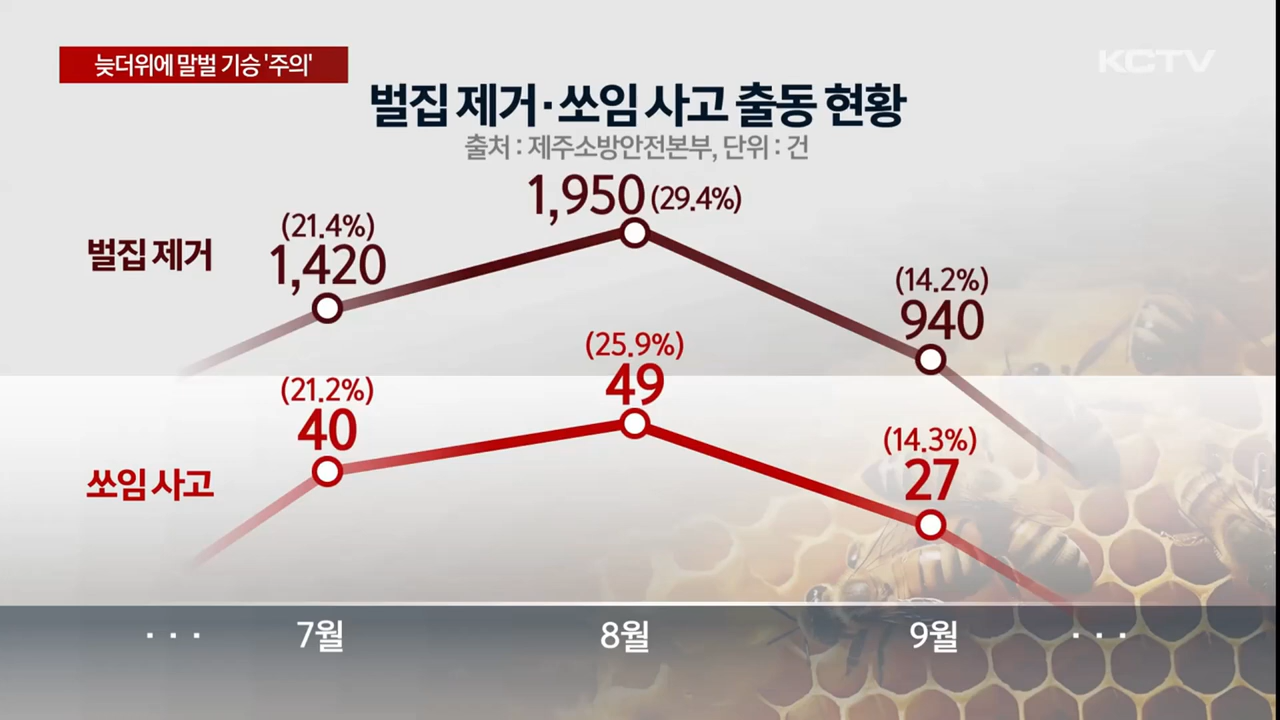 늦더위에 말벌 기승 '주의'
KCTV
벌집 제거·쏘임 사고 출동 현황
출처 : 제주소방안전본부, 단위 : 건
벌집 제거
(21.4%)
1,420
1,950 (29.4%)
(14.2%)
940
쏘임 사고
(21.2%)
40
(25.9%)
49
(14.3%)
27
··· 7월 8월 9월 ···